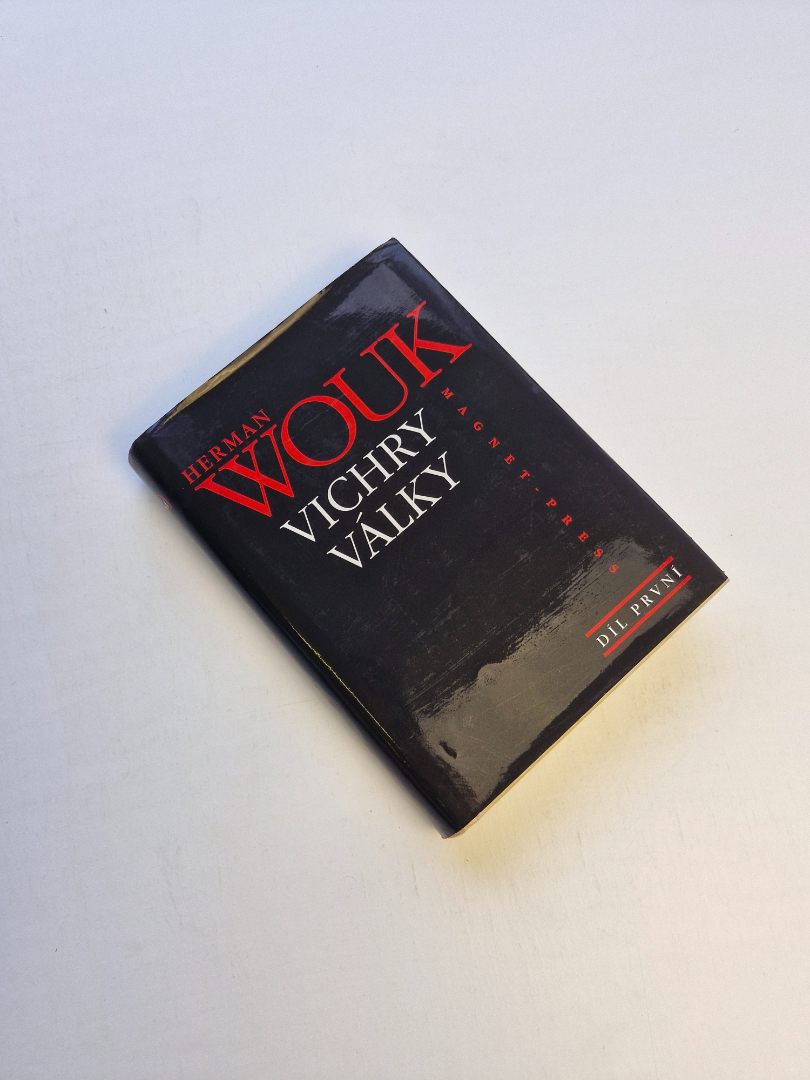 HERMAN
WOUK
VICHRY
VÁLKY
MAGNET-PRESS
DÍL PRVNÍ